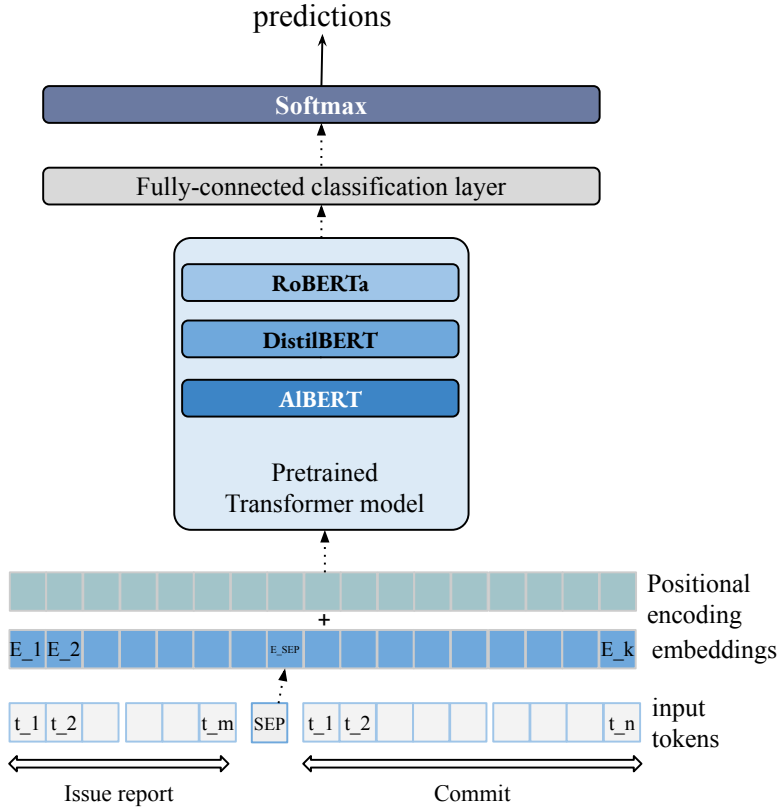 predictions
Softmax
Fully-connected classification layer
RoBERTa
DistilBERT
AlBERT
Pretrained
Transformer model
Positional
encoding
+
E_1 E_2 E_SEP E_k embeddings
t_1 t_2 t_m SEP t_1 t_2 t_n input
tokens
Issue report Commit